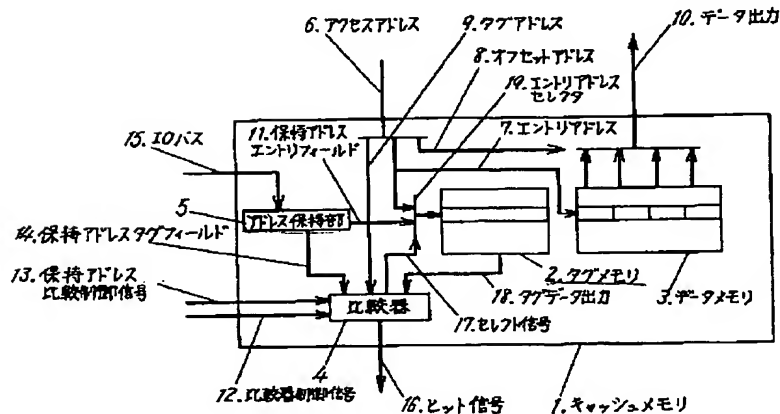 6.アクセスアドレス
9.タグアドレス
8.オフセットアドレス
10.データ出力
19.エントリアドレス
セレクタ
7.エントリアドレス
15.IOバス
11.保持アドレス
エントリフィールド
5
アドレス保持部
14.保持アドレスタグフィールド
13.保持アドレス
比較制御信号
比較器
2.タグメモリ
18.タグデータ出力
3.データメモリ
17.セレクト信号
12.比較器制御信号
4
16.ヒット信号
1.キャッシュメモリ